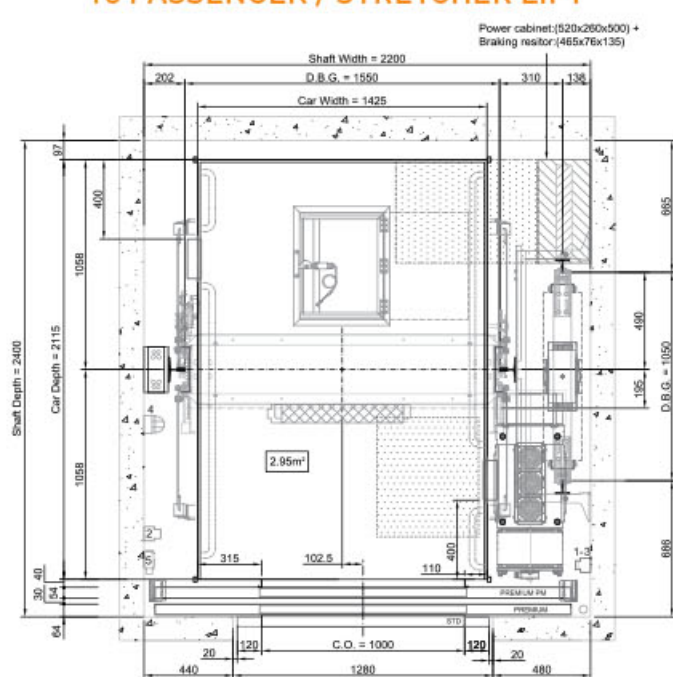 Power cabinet:(520x260x500) +
Braking resitor:(465x76x135)
Shaft Width = 2200
202
D.B.G. = 1550
310
138
Car Width = 1425
97
400
665
1058
490
Shaft Depth = 2400
Car Depth = 2115
D.B.G. = 1050
195
4
2.95m²
1058
2
5
400
686
1-3
315
102.5
110
40
54
30
64
PREMIUM PM
PREMIUM
STD
120
C.O. = 1000
120
20
20
440
1280
480